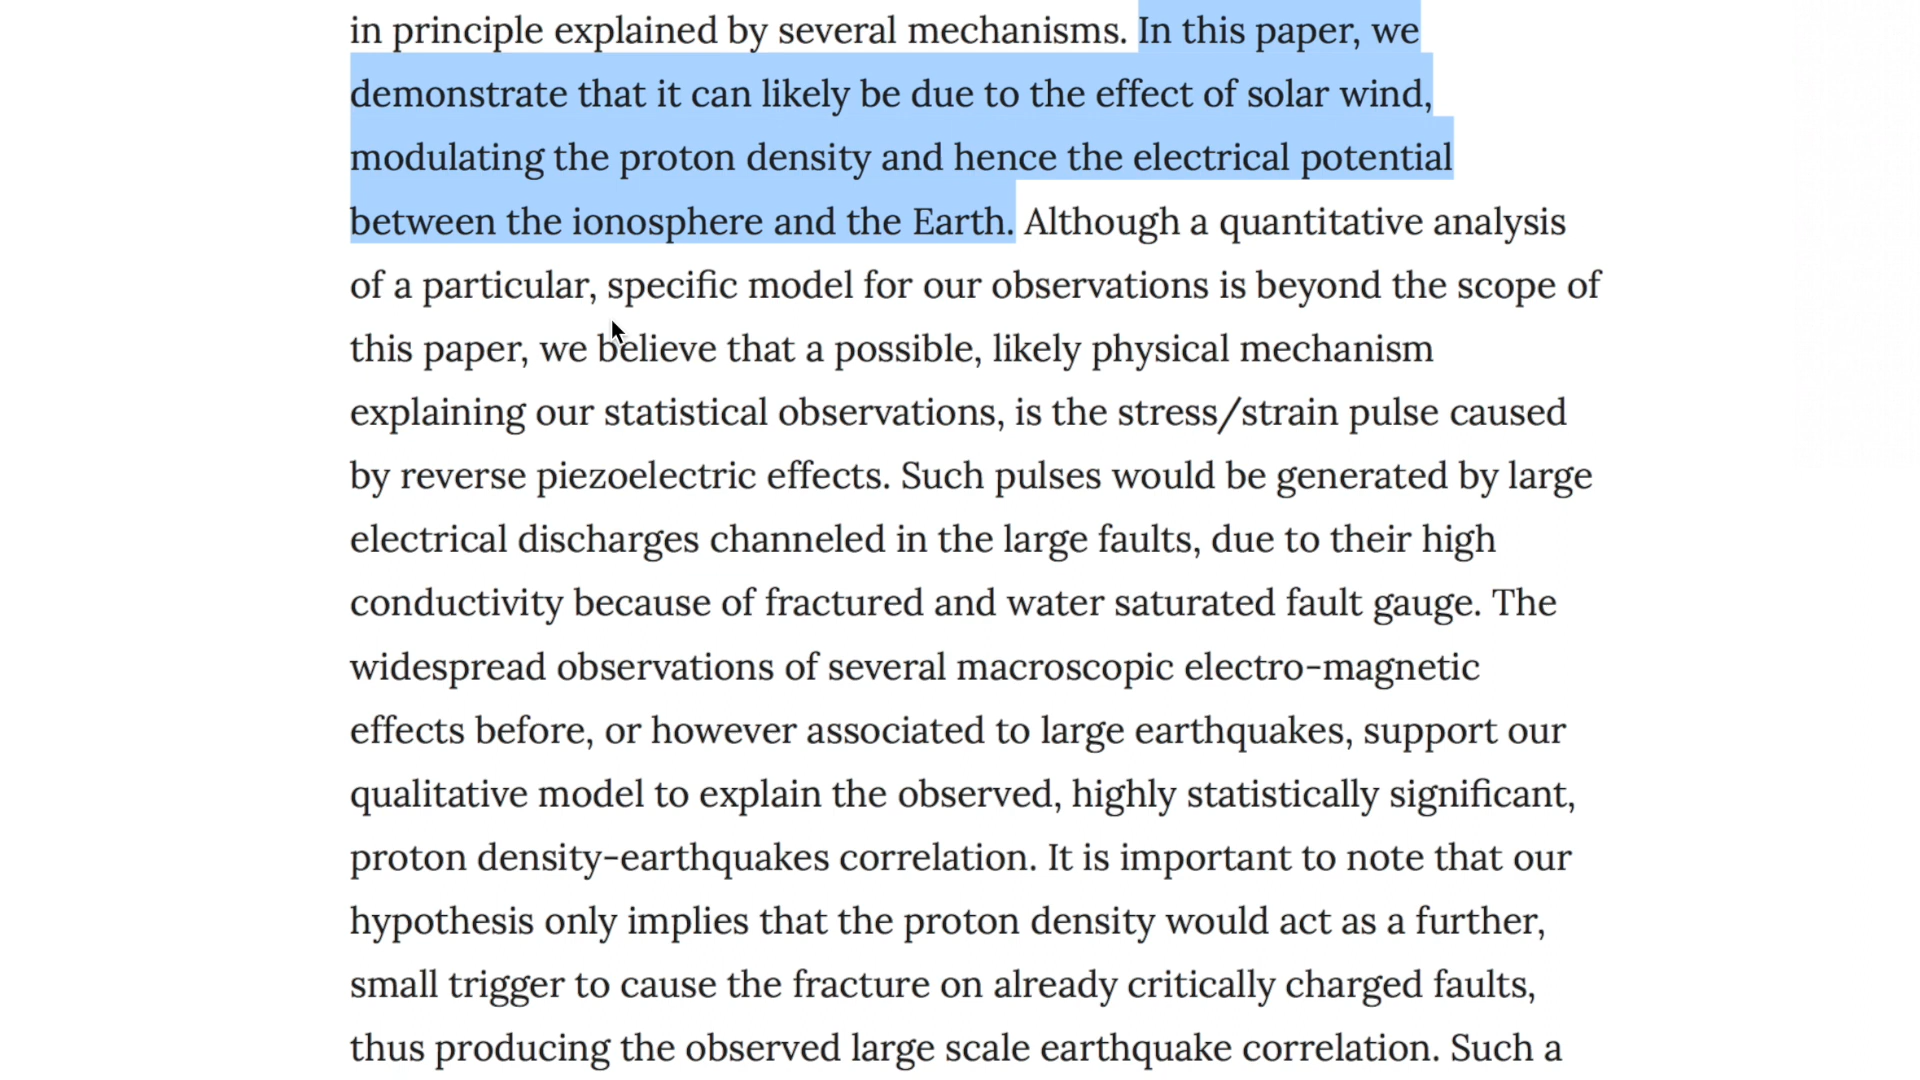 in principle explained by several mechanisms. In this paper, we
demonstrate that it can likely be due to the effect of solar wind,
modulating the proton density and hence the electrical potential
between the ionosphere and the Earth. Although a quantitative analysis
of a particular, specific model for our observations is beyond the scope of
this paper, we believe that a possible, likely physical mechanism
explaining our statistical observations, is the stress/strain pulse caused
by reverse piezoelectric effects. Such pulses would be generated by large
electrical discharges channeled in the large faults, due to their high
conductivity because of fractured and water saturated fault gauge. The
widespread observations of several macroscopic electro-magnetic
effects before, or however associated to large earthquakes, support our
qualitative model to explain the observed, highly statistically significant,
proton density-earthquakes correlation. It is important to note that our
hypothesis only implies that the proton density would act as a further,
small trigger to cause the fracture on already critically charged faults,
thus producing the observed large scale earthquake correlation. Such a